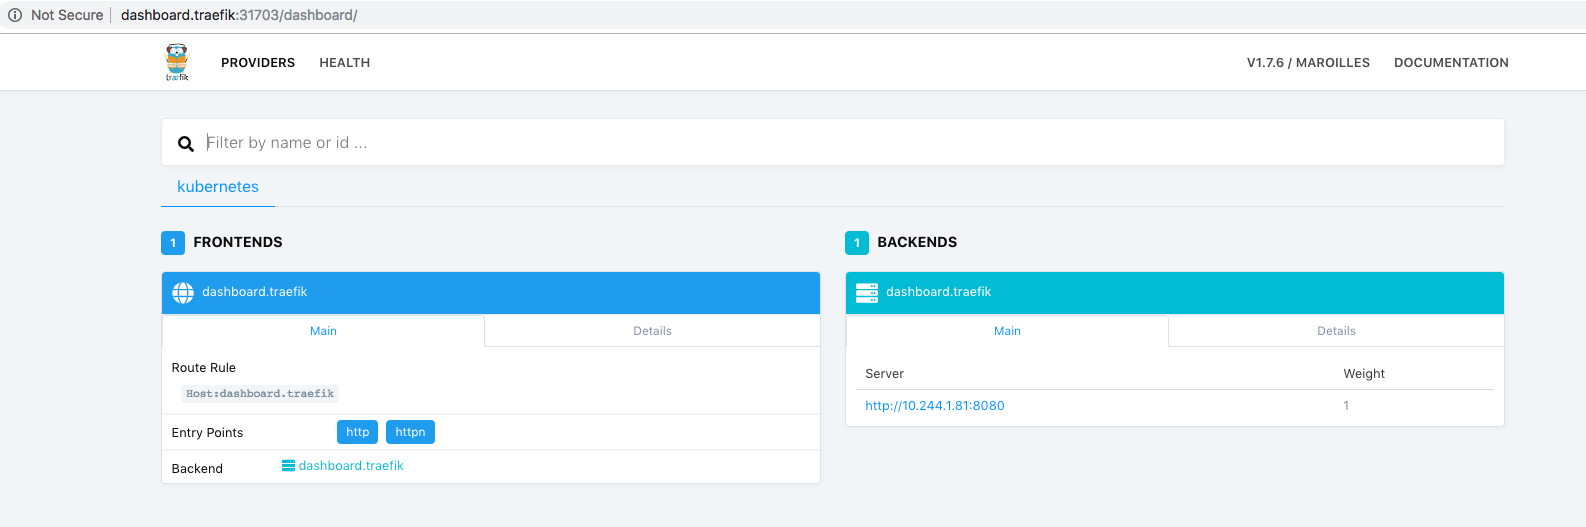 Not Secure dashboard.traefik:31703/dashboard/
træfik PROVIDERS HEALTH V1.7.6 / MAROILLES DOCUMENTATION
Filter by name or id ...
kubernetes
1 FRONTENDS
dashboard.traefik
Main Details
Route Rule
Host:dashboard.traefik
Entry Points http httpn
Backend dashboard.traefik
1 BACKENDS
dashboard.traefik
Main Details
Server Weight
http://10.244.1.81:8080 1